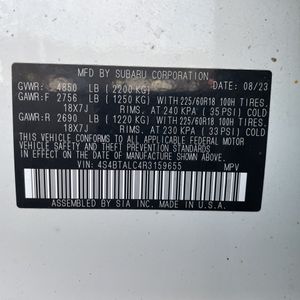 MFD BY SUBARU CORPORATION DATE: 08/23
GVWR: 4850 LB (2200 KG)
GAWR:F 2756 LB (1250 KG) WITH 225/60R18 100H TIRES.
18X7J RIMS. AT 240 KPA ( 35 PSI) COLD
GAWR:R 2690 LB (1220 KG) WITH 225/60R18 100H TIRES.
18X7J RIMS. AT 230 KPA ( 33 PSI) COLD
THIS VEHICLE CONFORMS TO ALL APPLICABLE FEDERAL
MOTOR VEHICLE SAFETY, BUMPER, AND THEFT PREVENTION
STANDARDS IN EFFECT ON THE DATE OF MANUFACTURE
SHOWN ABOVE.
VIN: 4S4BTALC4R3159655 MPV
ASSEMBLED BY SIA INC. MADE IN U.S.A.